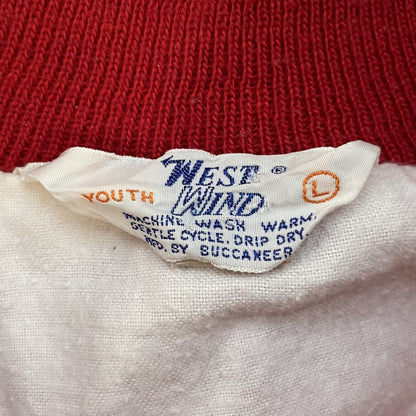 WEST ®
YOUTH WIND L
MACHINE WASH WARM,
GENTLE CYCLE, DRIP DRY,
MFD. BY BUCCANEER